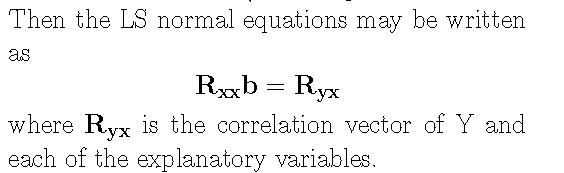 Then the LS normal equations may be written
as
R_xx b = R_yx
where R_yx is the correlation vector of Y and
each of the explanatory variables.